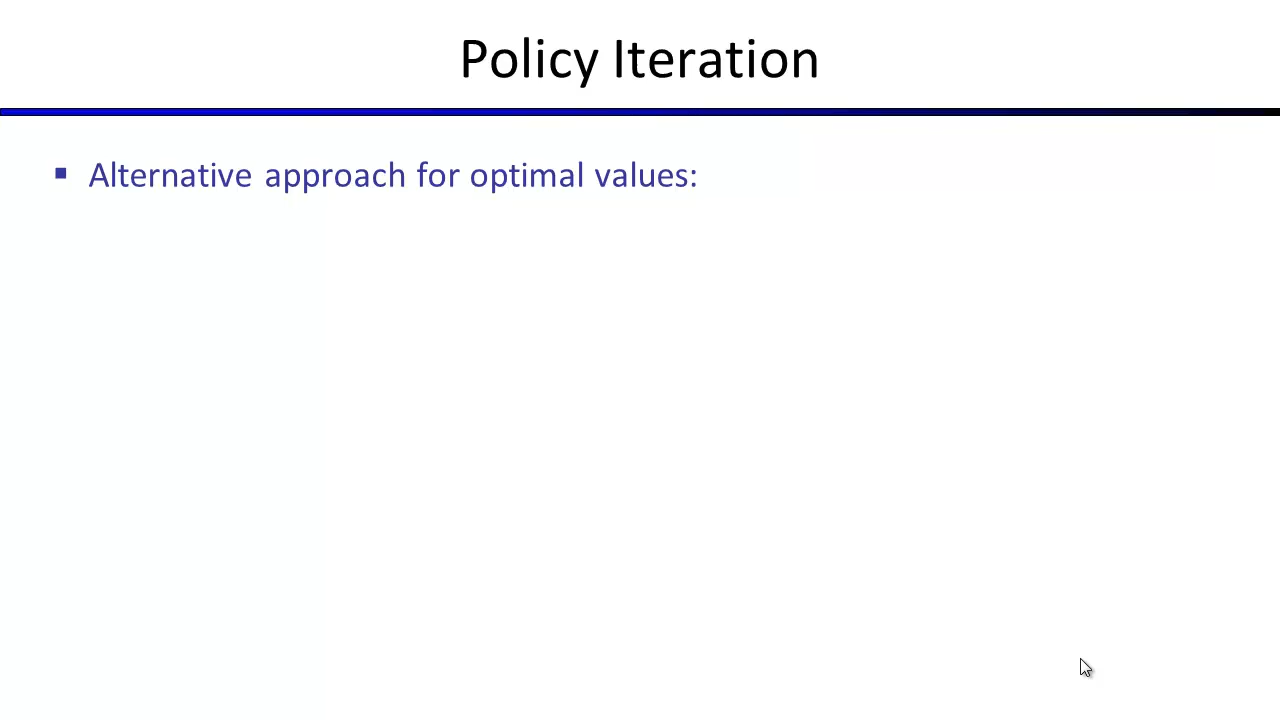 Policy Iteration
▪ Alternative approach for optimal values: